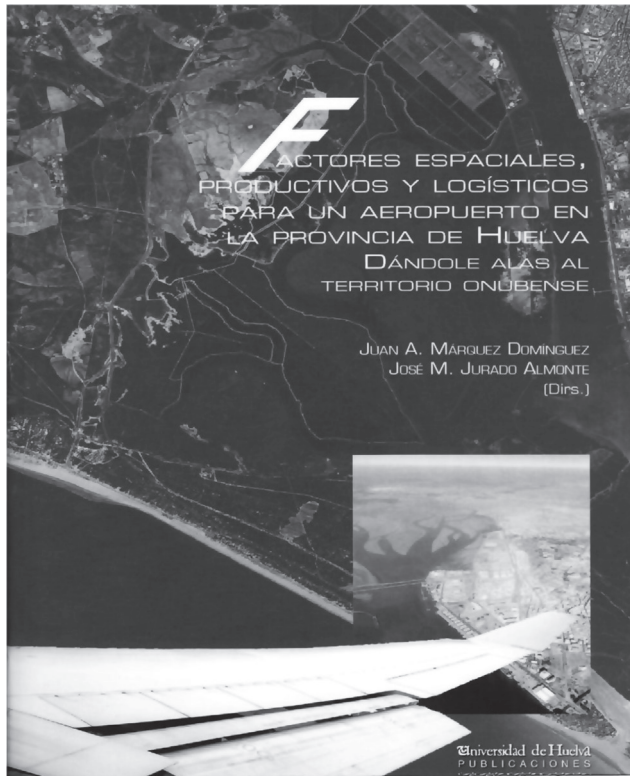 FACTORES ESPACIALES,
PRODUCTIVOS Y LOGÍSTICOS
PARA UN AEROPUERTO EN
LA PROVINCIA DE HUELVA
DÁNDOLE ALAS AL
TERRITORIO ONUBENSE
JUAN A. MÁRQUEZ DOMÍNGUEZ
JOSÉ M. JURADO ALMONTE
(Dirs.)
Universidad de Huelva
PUBLICACIONES